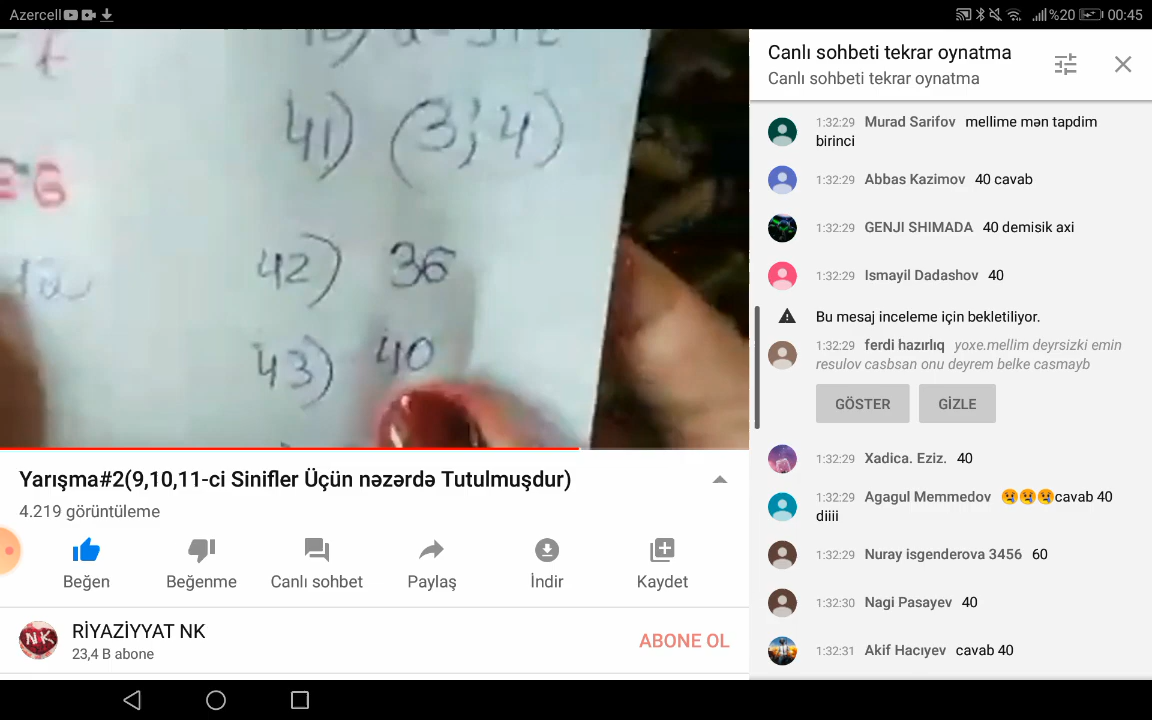 Azercell %20 00:45
41) (3;4)
42) 36
43) 40
Yarışma#2(9,10,11-ci Sinifler Üçün nəzərdə Tutulmuşdur)
4.219 görüntüleme
Beğen Beğenme Canlı sohbet Paylaş İndir Kaydet
NK RİYAZİYYAT NK
23,4 B abone
ABONE OL
Canlı sohbeti tekrar oynatma
Canlı sohbeti tekrar oynatma
1:32:29 Murad Sarifov mellime mən tapdim
birinci
1:32:29 Abbas Kazimov 40 cavab
1:32:29 GENJI SHIMADA 40 demisik axi
1:32:29 Ismayil Dadashov 40
Bu mesaj inceleme için bekletiliyor.
1:32:29 ferdi hazırlıq yoxe.mellim deyrsizki emin
resulov casbsan onu deyrem belke casmayb
GÖSTER GİZLE
1:32:29 Xadica. Eziz. 40
1:32:29 Agagul Memmedov 😢😢😢cavab 40
diiii
1:32:29 Nuray isgenderova 3456 60
1:32:30 Nagi Pasayev 40
1:32:31 Akif Hacıyev cavab 40